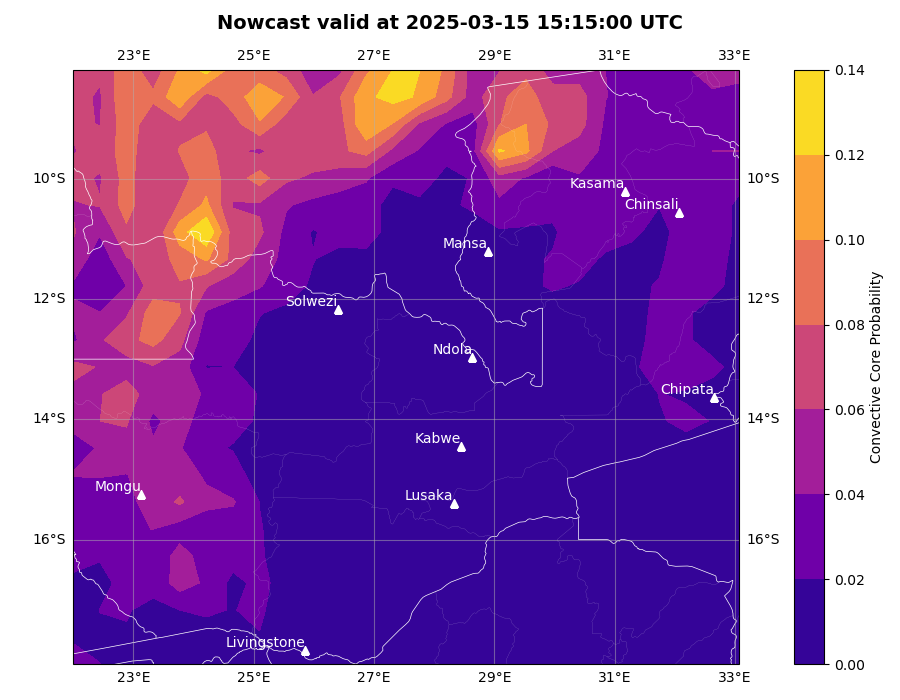 Nowcast valid at 2025-03-15 15:15:00 UTC
23°E 25°E 27°E 29°E 31°E 33°E
0.14
0.12
10°S Kasama 10°S
Chinsali
0.10
Mansa
12°S Solwezi 12°S
0.08
Ndola
Chipata
0.06
14°S 14°S
Kabwe
Mongu Lusaka
0.04
16°S 16°S
0.02
Livingstone
0.00
23°E 25°E 27°E 29°E 31°E 33°E
Convective Core Probability